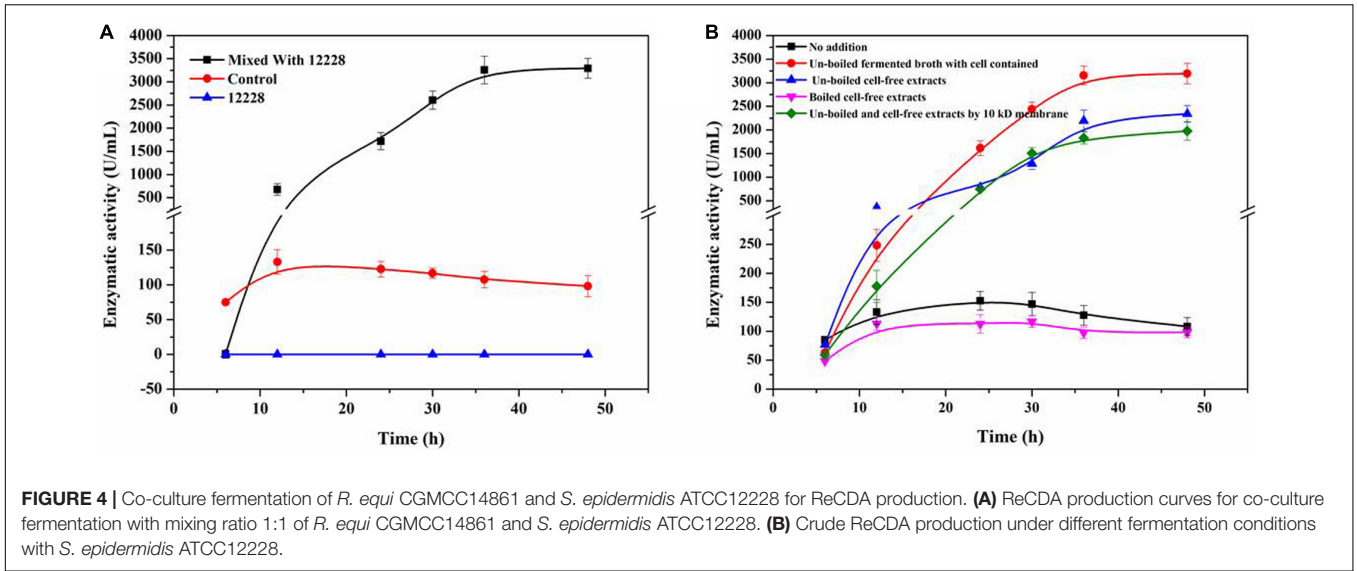 A
4000
3500
3000
2500
2000
1500
1000
500
150
100
50
0
-50
Enzymatic activity (U/mL)
Mixed With 12228
Control
12228
0 10 20 30 40 50
Time (h)
B
4000
3500
3000
2500
2000
1500
1000
500
250
200
150
100
50
0
Enzymatic activity (U/mL)
No addition
Un-boiled fermented broth with cell contained
Un-boiled cell-free extracts
Boiled cell-free extracts
Un-boiled and cell-free extracts by 10 kD membrane
0 10 20 30 40 50
Time (h)
FIGURE 4 | Co-culture fermentation of R. equi CGMCC14861 and S. epidermidis ATCC12228 for ReCDA production. (A) ReCDA production curves for co-culture
fermentation with mixing ratio 1:1 of R. equi CGMCC14861 and S. epidermidis ATCC12228. (B) Crude ReCDA production under different fermentation conditions
with S. epidermidis ATCC12228.